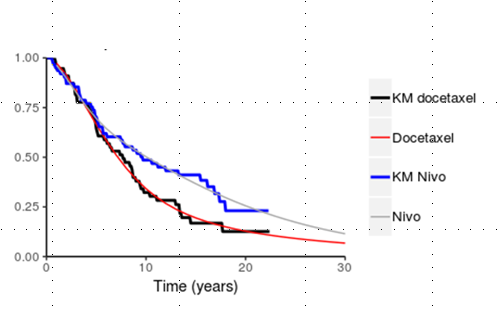 1.00
0.75
0.50
0.25
0.00
0 10 20 30
Time (years)
KM docetaxel
Docetaxel
KM Nivo
Nivo